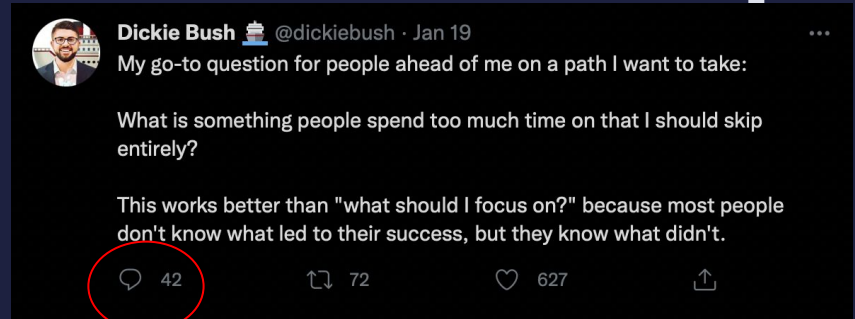 Dickie Bush 🚢 @dickiebush · Jan 19
My go-to question for people ahead of me on a path I want to take:
What is something people spend too much time on that I should skip
entirely?
This works better than "what should I focus on?" because most people
don't know what led to their success, but they know what didn't.
42 72 627